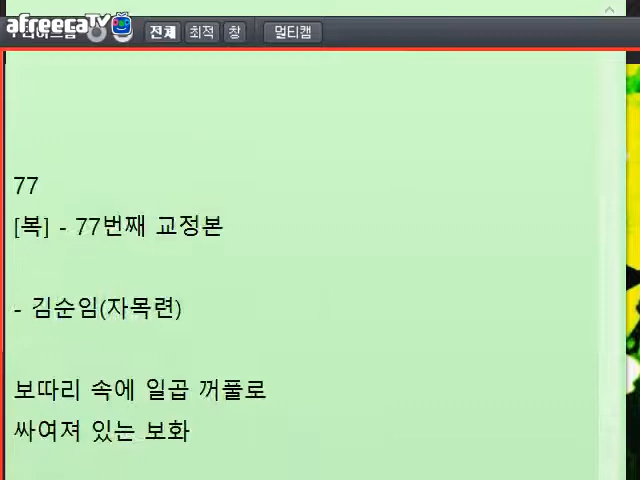 afreecaTV
전체 최적 창 멀티캠
77
[복] - 77번째 교정본
- 김순임(자목련)
보따리 속에 일곱 꺼풀로
싸여져 있는 보화